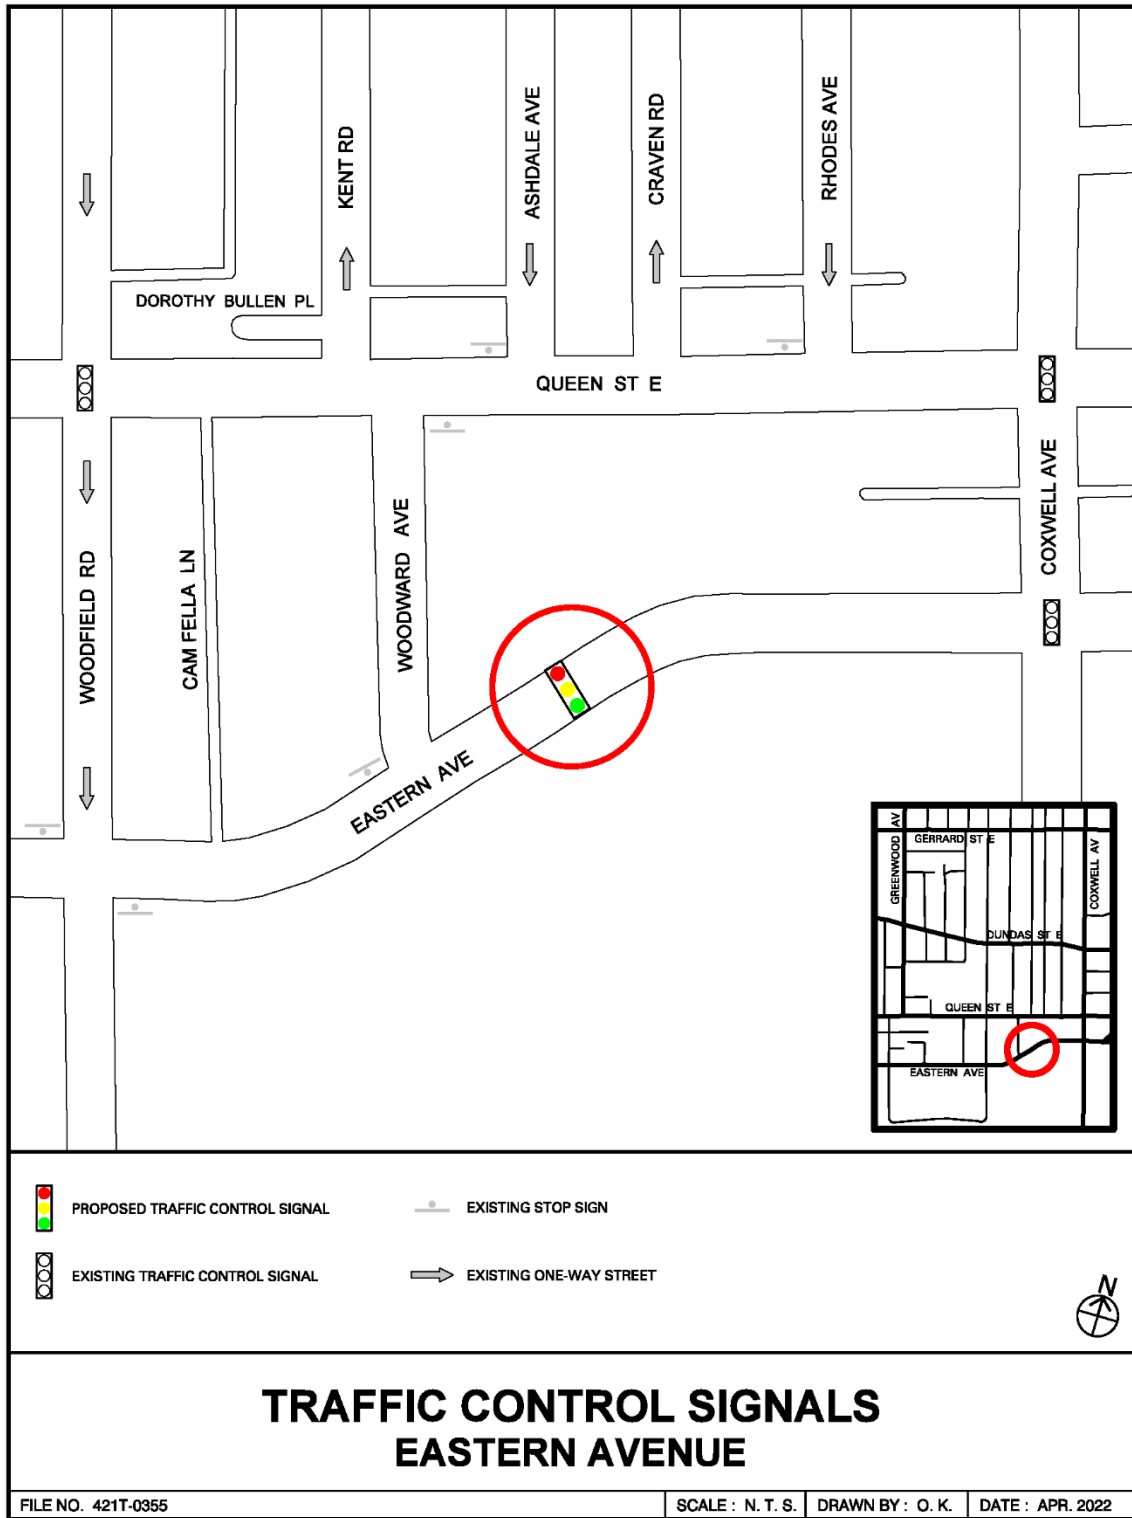 KENT RD
ASHDALE AVE
CRAVEN RD
RHODES AVE
DOROTHY BULLEN PL
QUEEN ST E
WOODFIELD RD
CAM FELLA LN
WOODWARD AVE
COXWELL AVE
EASTERN AVE
GREENWOOD AV
GERRARD ST E
COXWELL AV
DUNDAS ST E
QUEEN ST E
EASTERN AVE
PROPOSED TRAFFIC CONTROL SIGNAL
EXISTING STOP SIGN
EXISTING TRAFFIC CONTROL SIGNAL
EXISTING ONE-WAY STREET
N
TRAFFIC CONTROL SIGNALS
EASTERN AVENUE
FILE NO. 421T-0355
SCALE : N. T. S.
DRAWN BY : O. K.
DATE : APR. 2022